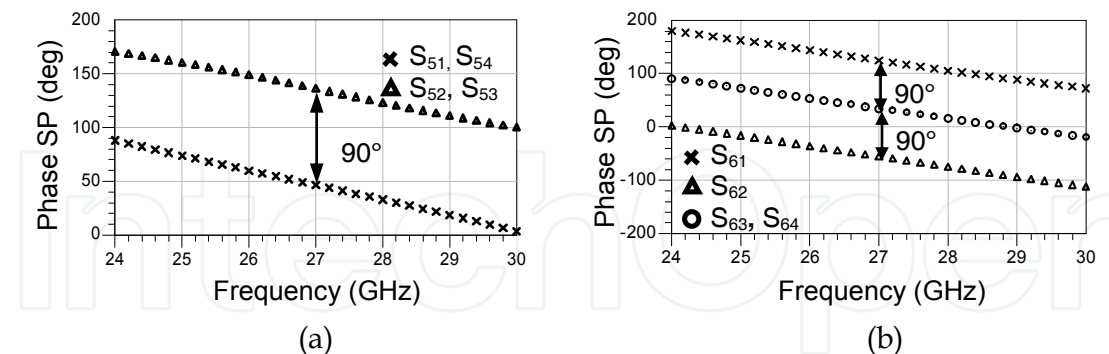 200
150
100
50
0
Phase SP (deg)
× S51, S54
△ S52, S53
90°
24 25 26 27 28 29 30
Frequency (GHz)
(a)
200
100
0
-100
-200
Phase SP (deg)
90°
90°
× S61
△ S62
○ S63, S64
24 25 26 27 28 29 30
Frequency (GHz)
(b)